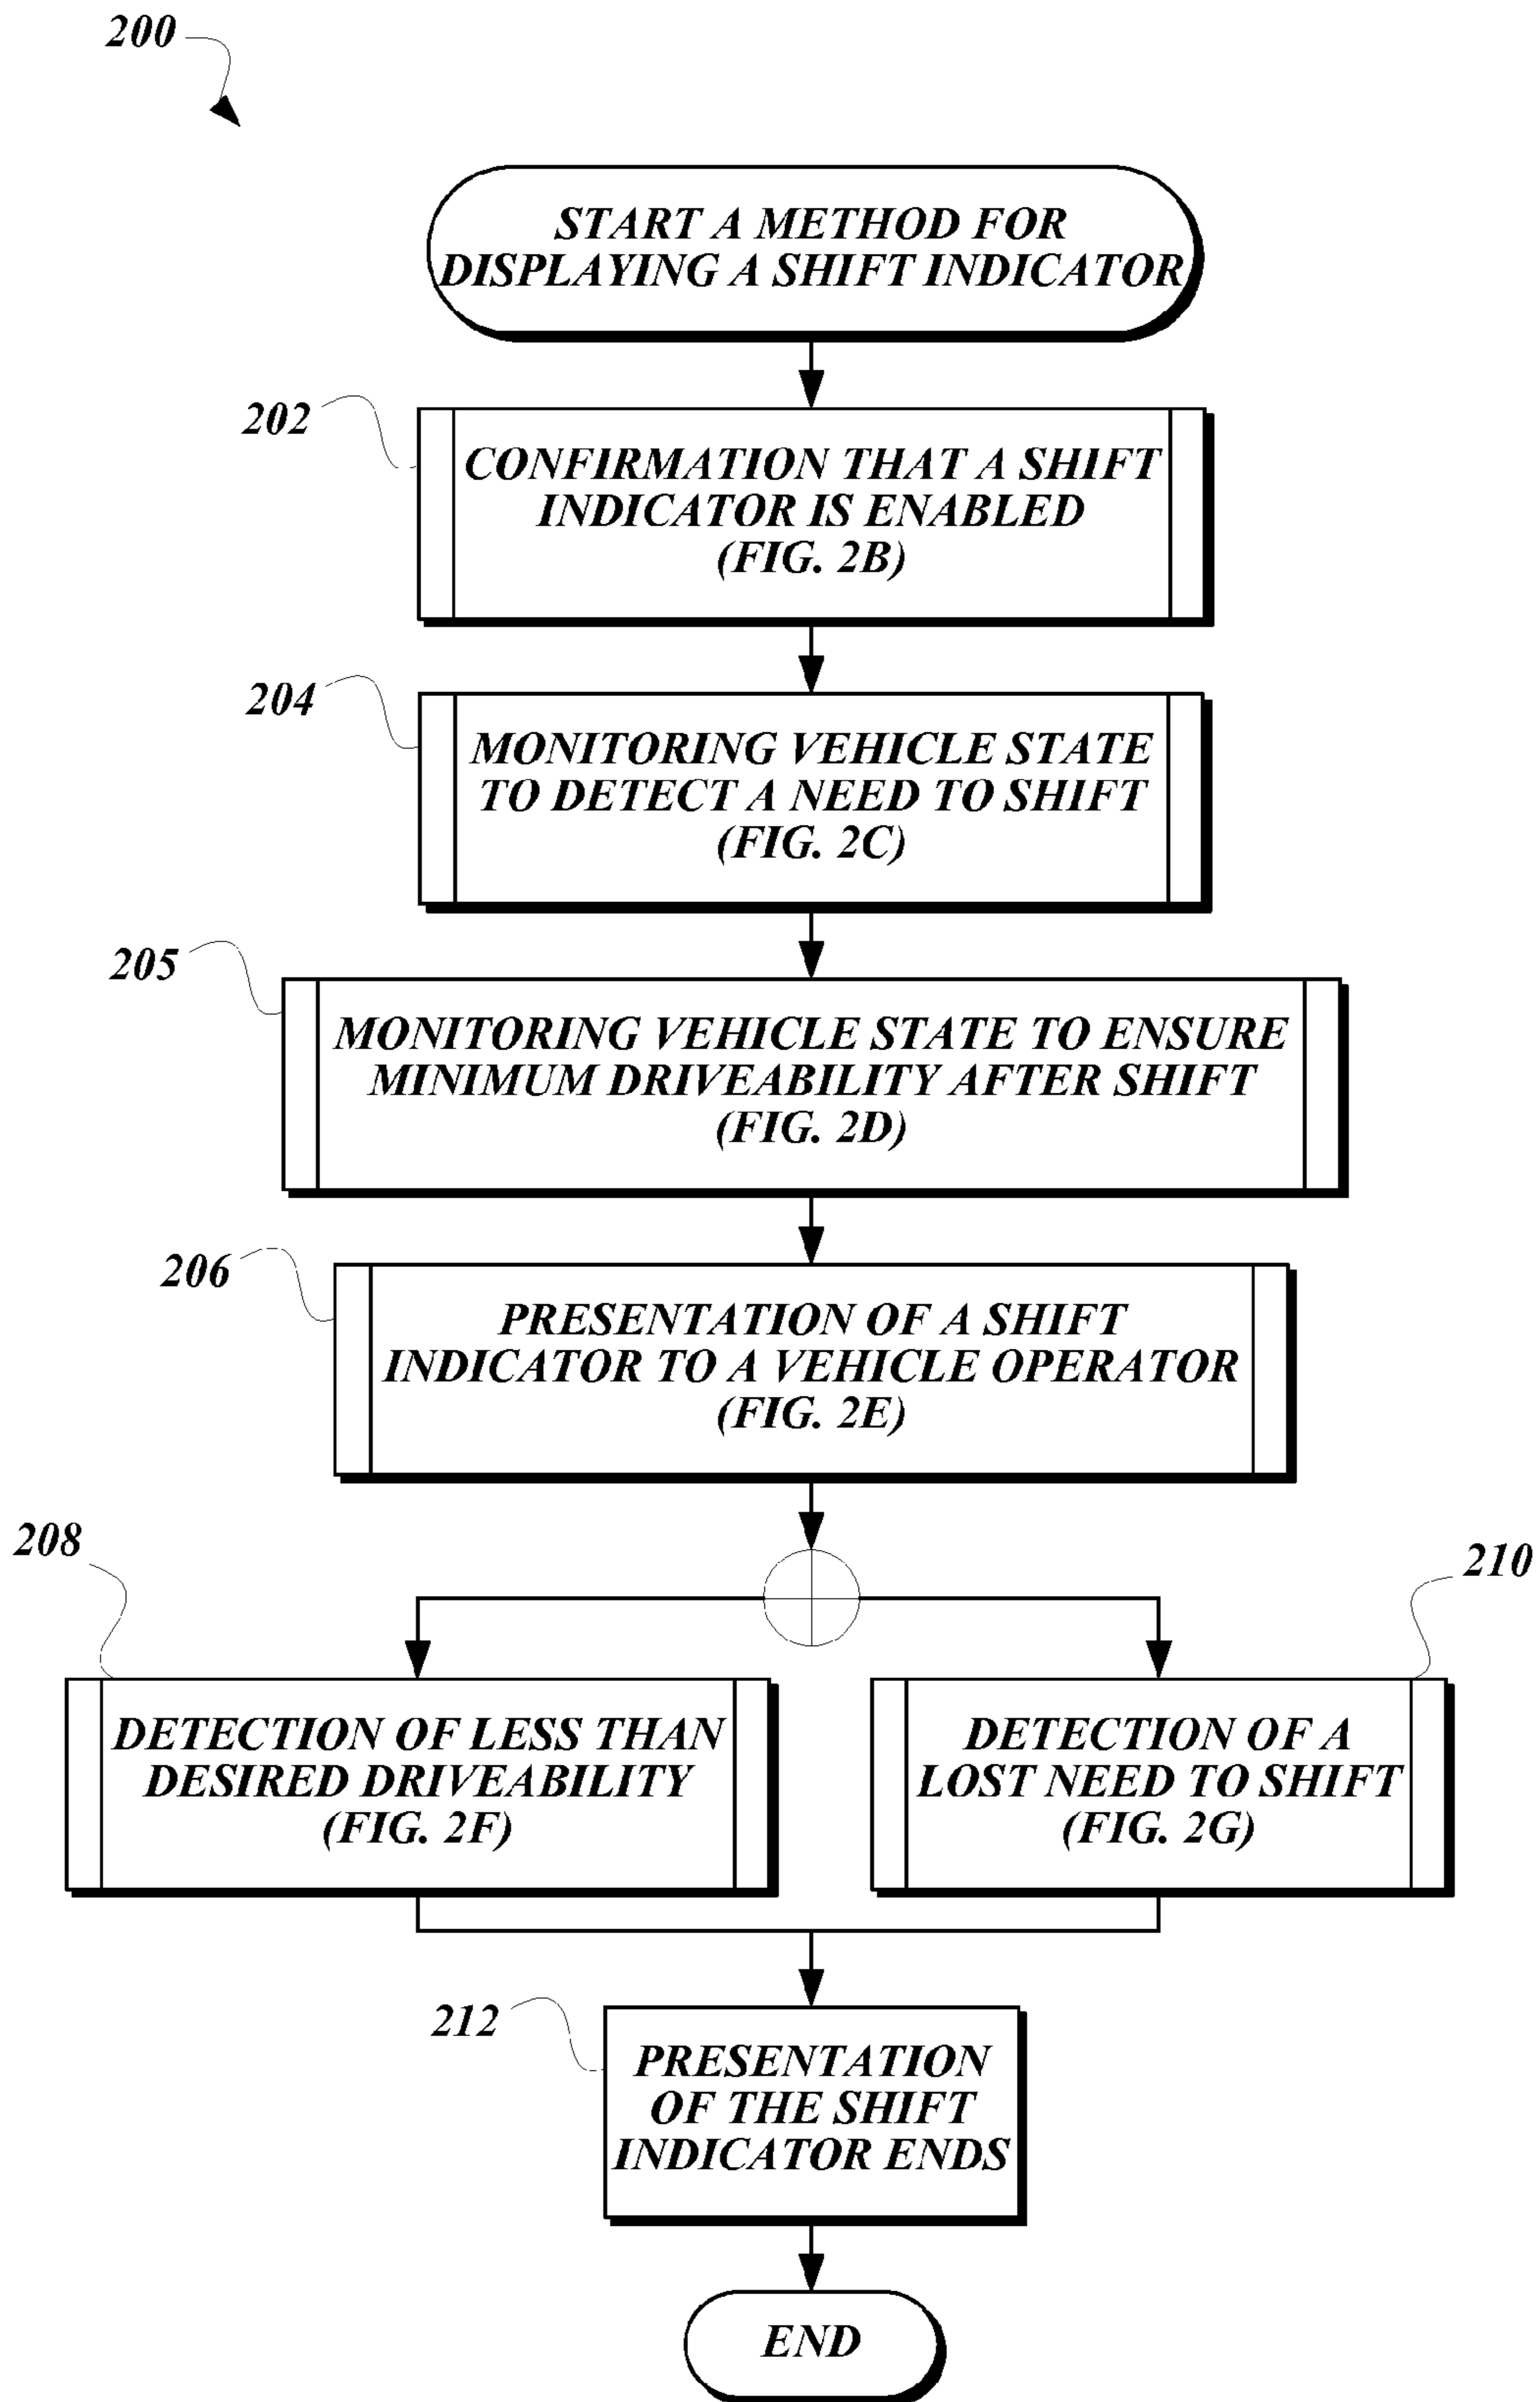 200
START A METHOD FOR
DISPLAYING A SHIFT INDICATOR
202
CONFIRMATION THAT A SHIFT
INDICATOR IS ENABLED
(FIG. 2B)
204
MONITORING VEHICLE STATE
TO DETECT A NEED TO SHIFT
(FIG. 2C)
205
MONITORING VEHICLE STATE TO ENSURE
MINIMUM DRIVEABILITY AFTER SHIFT
(FIG. 2D)
206
PRESENTATION OF A SHIFT
INDICATOR TO A VEHICLE OPERATOR
(FIG. 2E)
208
DETECTION OF LESS THAN
DESIRED DRIVEABILITY
(FIG. 2F)
210
DETECTION OF A
LOST NEED TO SHIFT
(FIG. 2G)
212
PRESENTATION
OF THE SHIFT
INDICATOR ENDS
END